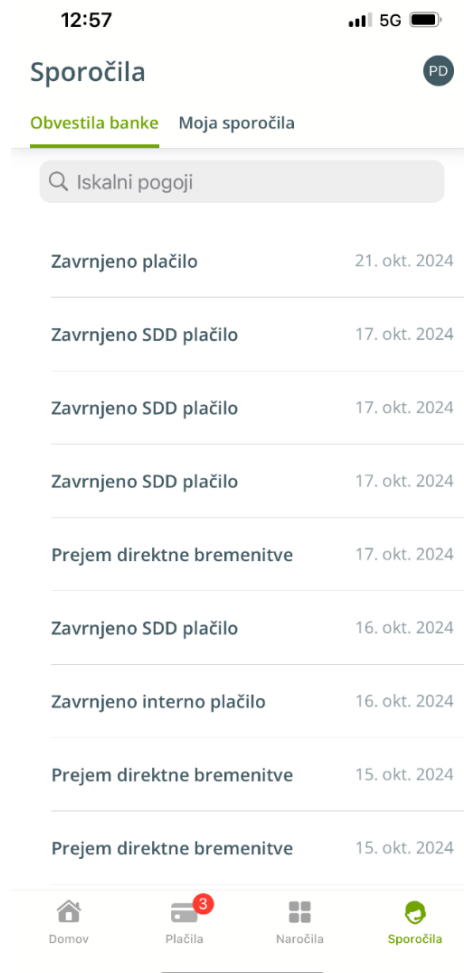 12:57 5G
Sporočila PD
Obvestila banke Moja sporočila
Iskalni pogoji
Zavrnjeno plačilo 21. okt. 2024
Zavrnjeno SDD plačilo 17. okt. 2024
Zavrnjeno SDD plačilo 17. okt. 2024
Zavrnjeno SDD plačilo 17. okt. 2024
Prejem direktne bremenitve 17. okt. 2024
Zavrnjeno SDD plačilo 16. okt. 2024
Zavrnjeno interno plačilo 16. okt. 2024
Prejem direktne bremenitve 15. okt. 2024
Prejem direktne bremenitve 15. okt. 2024
3
Domov Plačila Naročila Sporočila